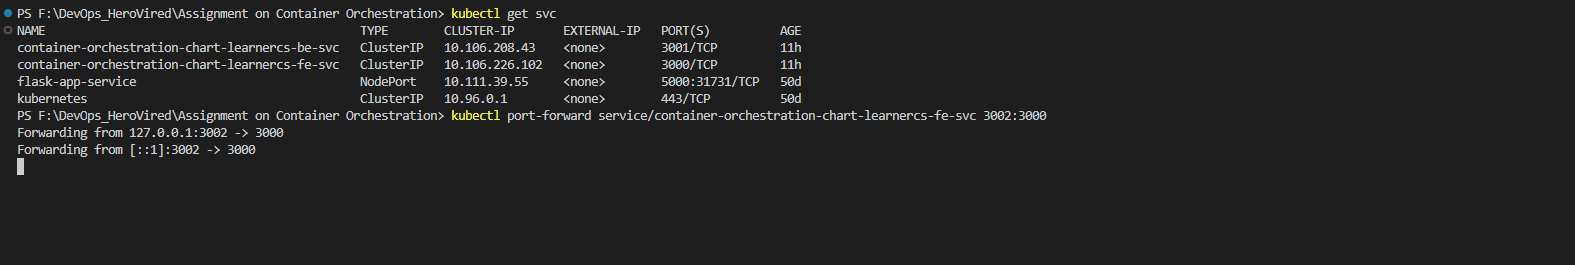 PS F:\DevOps_HeroVired\Assignment on Container Orchestration> kubectl get svc
NAME                                             TYPE        CLUSTER-IP       EXTERNAL-IP   PORT(S)          AGE
container-orchestration-chart-learnercs-be-svc   ClusterIP   10.106.208.43    <none>        3001/TCP         11h
container-orchestration-chart-learnercs-fe-svc   ClusterIP   10.106.226.102   <none>        3000/TCP         11h
flask-app-service                                NodePort    10.111.39.55     <none>        5000:31731/TCP   50d
kubernetes                                       ClusterIP   10.96.0.1        <none>        443/TCP          50d
PS F:\DevOps_HeroVired\Assignment on Container Orchestration> kubectl port-forward service/container-orchestration-chart-learnercs-fe-svc 3002:3000
Forwarding from 127.0.0.1:3002 -> 3000
Forwarding from [::1]:3002 -> 3000